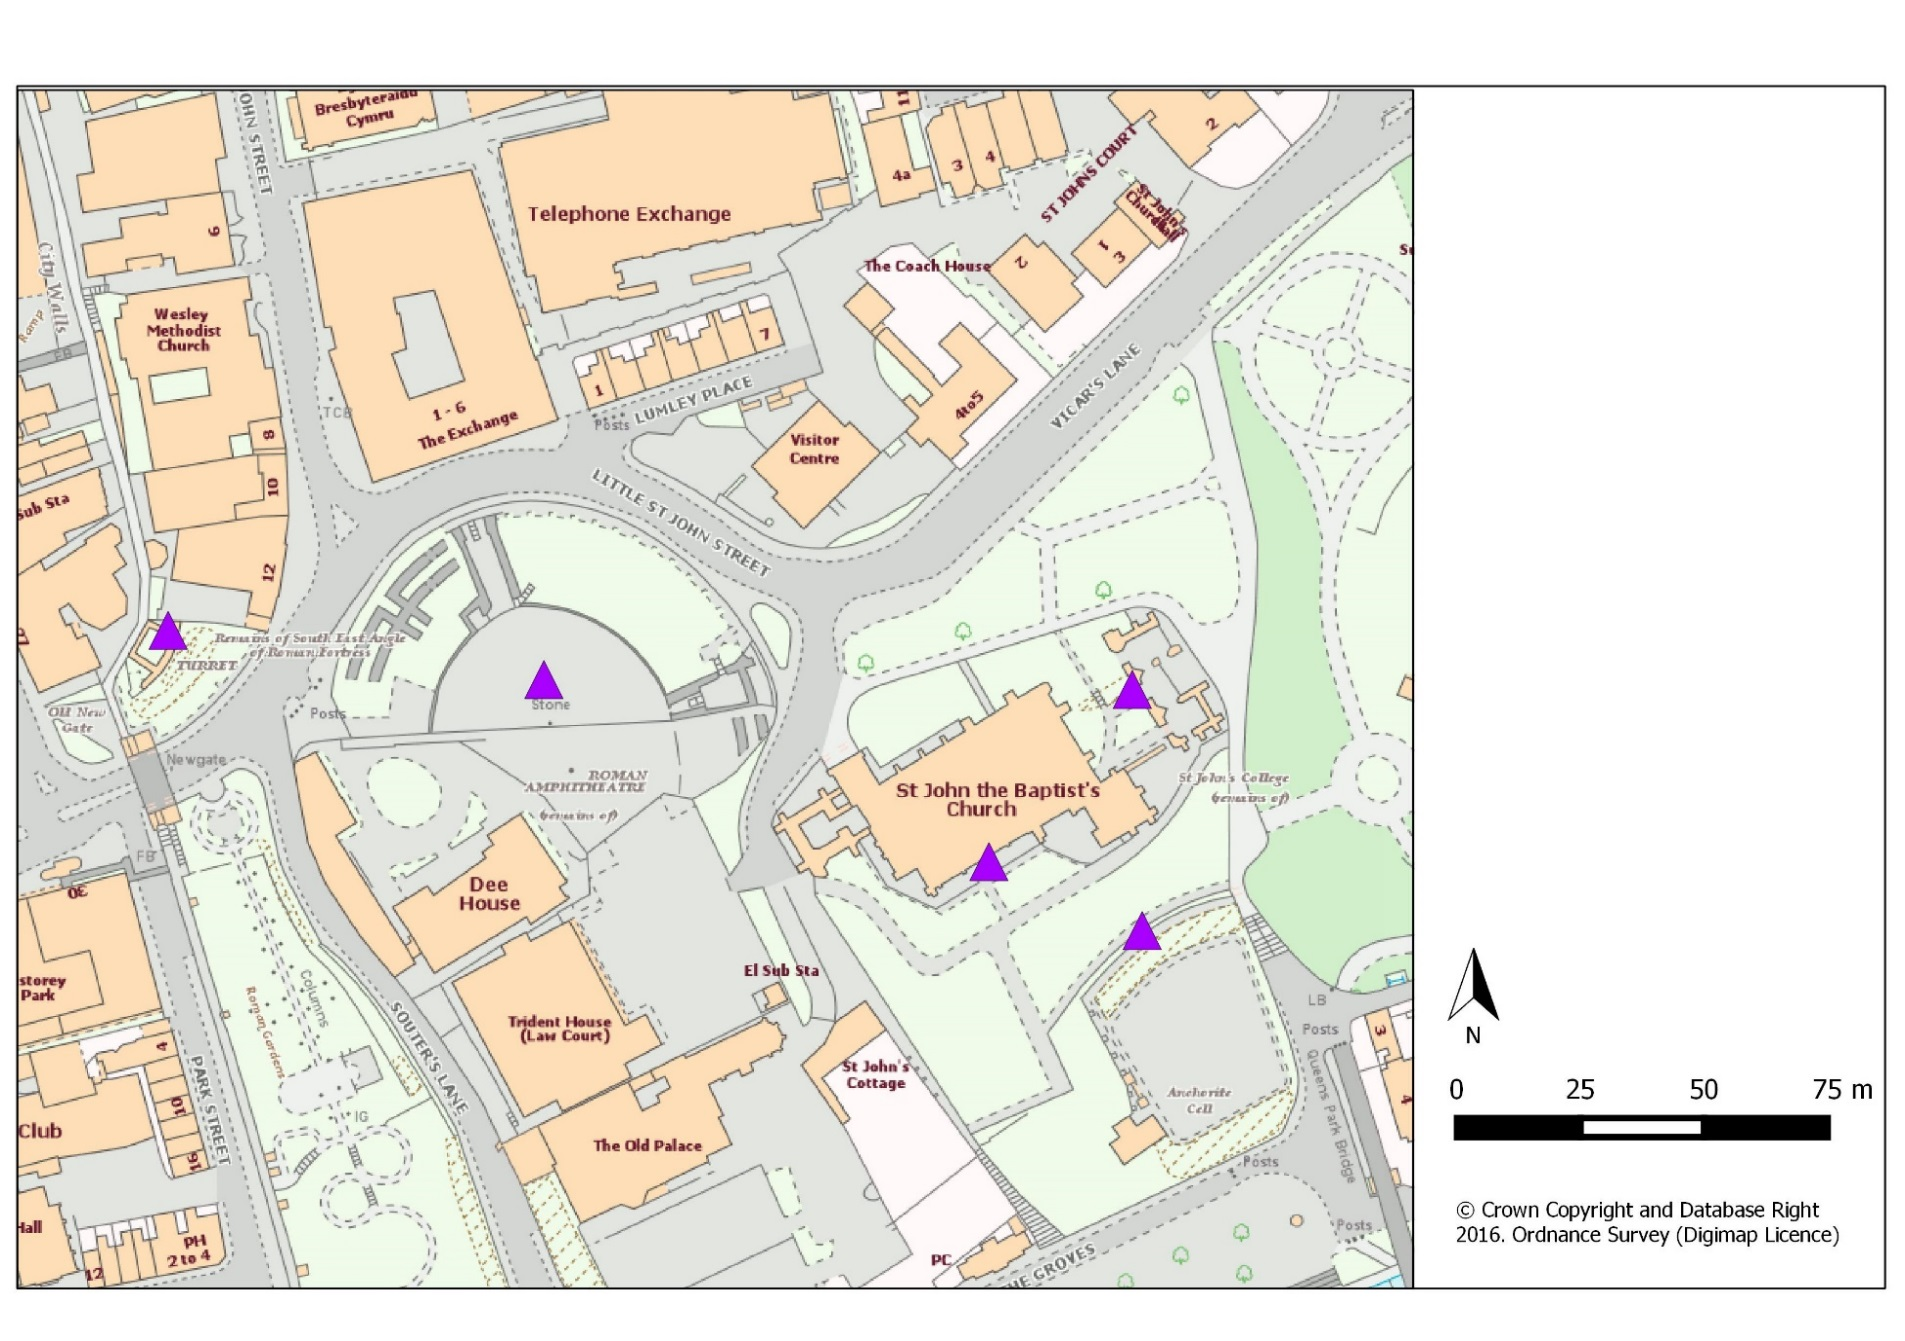 Bresbyteraidd
Cymru
2
11
4a
3
4
ST JOHNS COURT
St John's
Church
Hall
Telephone Exchange
6
City Walls
Ramp
FB
Wesley
Methodist
Church
The Coach House
2
1
3
7
1
LUMLEY PLACE
Posts
TCB
1 - 6
The Exchange
8
10
12
Visitor
Centre
4to5
VICAR'S LANE
LITTLE ST JOHN STREET
Sub Sta
Remains of South East Angle
of Roman Fortress
TURRET
Old New
Gate
Posts
Newgate
Stone
ROMAN
AMPHITHEATRE
(remains of)
St John the Baptist's
Church
St John's College
(remains of)
FB
30
Dee
House
storey
Park
Columns
Roman Gardens
El Sub Sta
Trident House
(Law Court)
SOUTER'S LANE
St John's
Cottage
LB
Posts
3
4
Queens Park Bridge
Anchorite
Cell
Posts
Posts
4
10
16
PARK STREET
IG
Club
The Old Palace
Hall
PH
2 to 4
12
PC
THE GROVES
N
0 25 50 75 m
© Crown Copyright and Database Right
2016. Ordnance Survey (Digimap Licence)